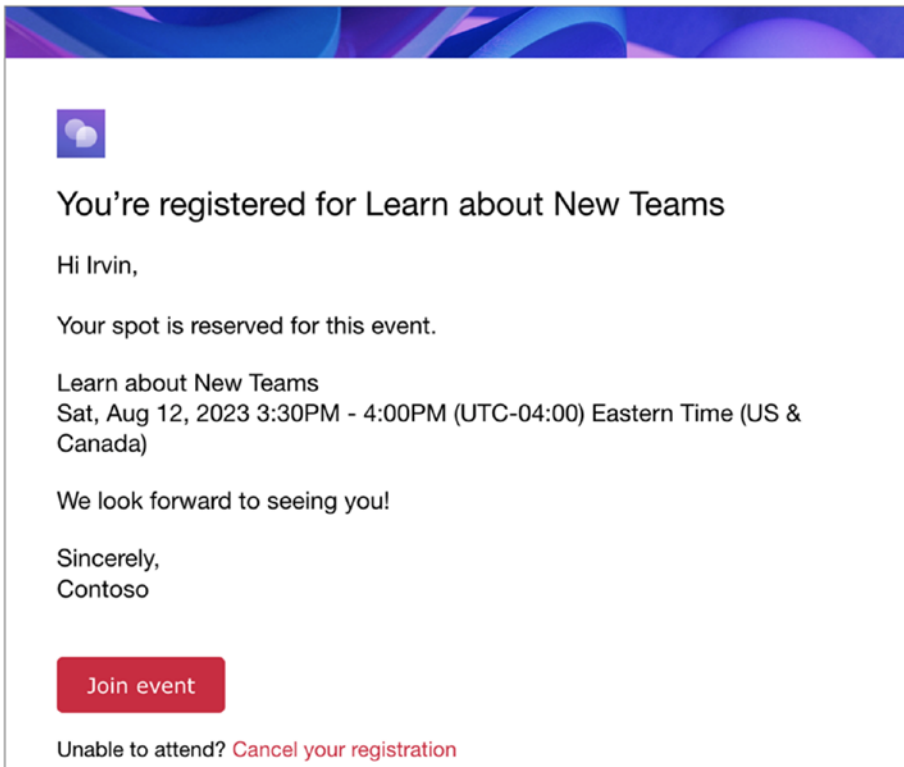 You’re registered for Learn about New Teams
Hi Irvin,
Your spot is reserved for this event.
Learn about New Teams
Sat, Aug 12, 2023 3:30PM - 4:00PM (UTC-04:00) Eastern Time (US &
Canada)
We look forward to seeing you!
Sincerely,
Contoso
Join event
Unable to attend? Cancel your registration